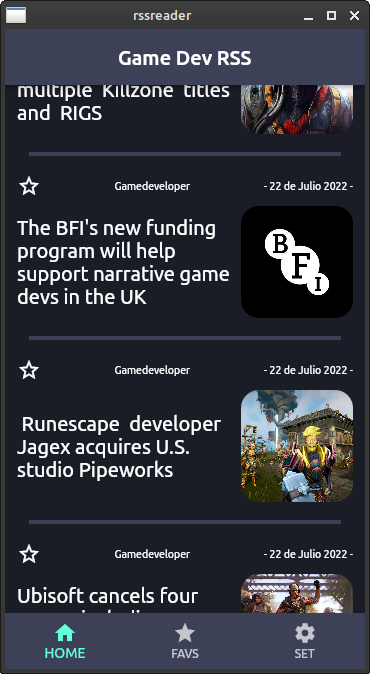 rssreader
Game Dev RSS
multiple Killzone titles
and RIGS
Gamedeveloper
- 22 de Julio 2022 -
The BFI's new funding
program will help
support narrative game
devs in the UK
B
F
I
Gamedeveloper
- 22 de Julio 2022 -
Runescape developer
Jagex acquires U.S.
studio Pipeworks
Gamedeveloper
- 22 de Julio 2022 -
Ubisoft cancels four
HOME
FAVS
SET